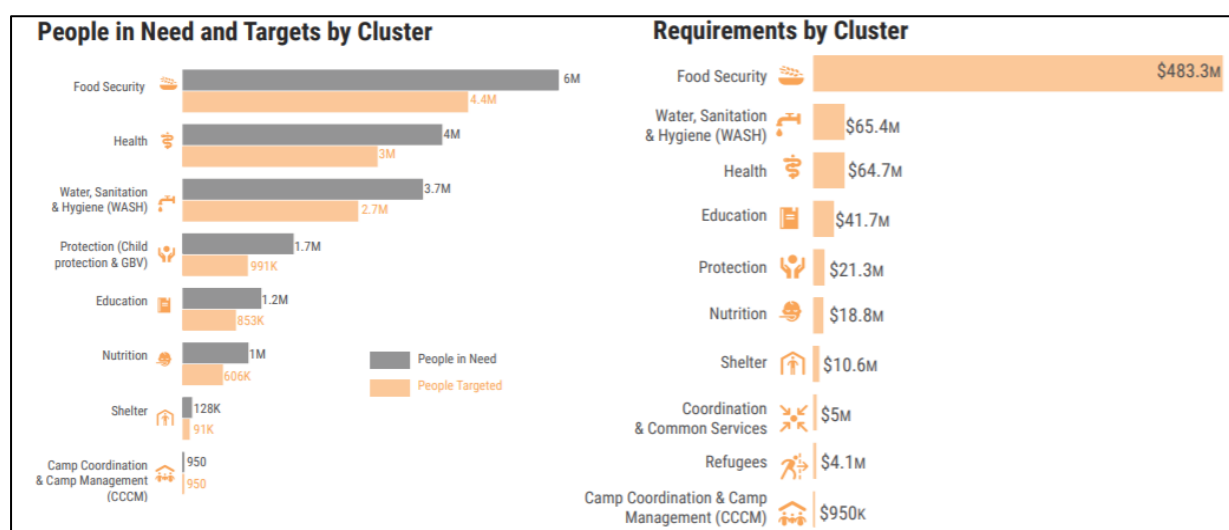 People in Need and Targets by Cluster
Food Security
6M
4.4M
Health
4M
3M
Water, Sanitation
& Hygiene (WASH)
3.7M
2.7M
Protection (Child
protection & GBV)
1.7M
991K
Education
1.2M
853K
Nutrition
1M
606K
People in Need
People Targeted
Shelter
128K
91K
Camp Coordination
& Camp Management
(CCCM)
950
950
Requirements by Cluster
Food Security
$483.3M
Water, Sanitation
& Hygiene (WASH)
$65.4M
Health
$64.7M
Education
$41.7M
Protection
$21.3M
Nutrition
$18.8M
Shelter
$10.6M
Coordination
& Common Services
$5M
Refugees
$4.1M
Camp Coordination & Camp
Management (CCCM)
$950K